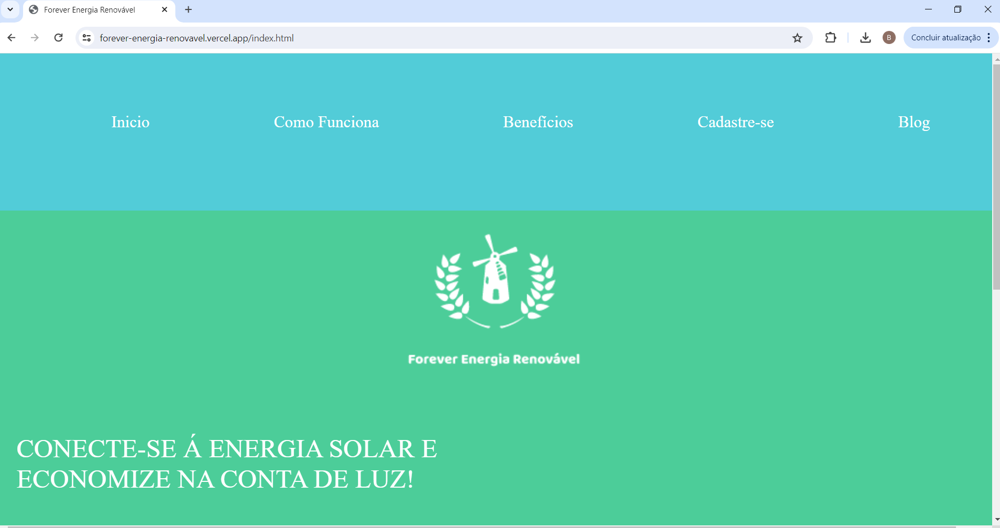 Forever Energia Renovável
forever-energia-renovavel.vercel.app/index.html
B
Concluir atualização
Inicio
Como Funciona
Benefícios
Cadastre-se
Blog
Forever Energia Renovável
CONECTE-SE Á ENERGIA SOLAR E
ECONOMIZE NA CONTA DE LUZ!